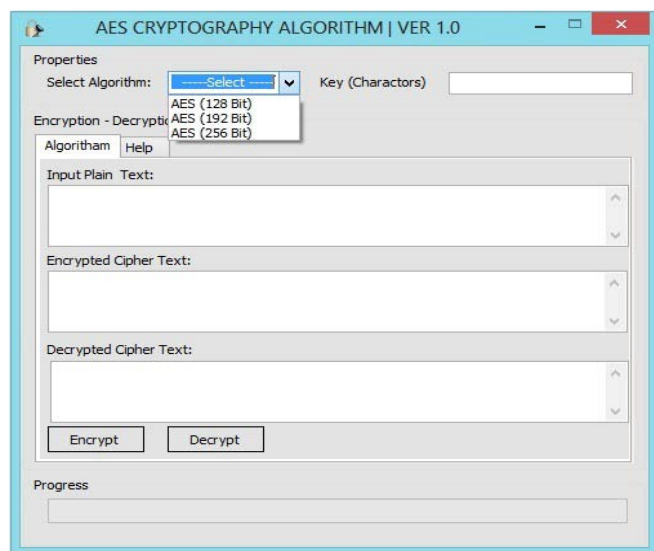 AES CRYPTOGRAPHY ALGORITHM | VER 1.0
Properties
Select Algorithm: -----Select ----- Key (Charactors)
AES (128 Bit)
AES (192 Bit)
AES (256 Bit)
Encryption - Decryptio
Algoritham Help
Input Plain Text:
Encrypted Cipher Text:
Decrypted Cipher Text:
Encrypt Decrypt
Progress